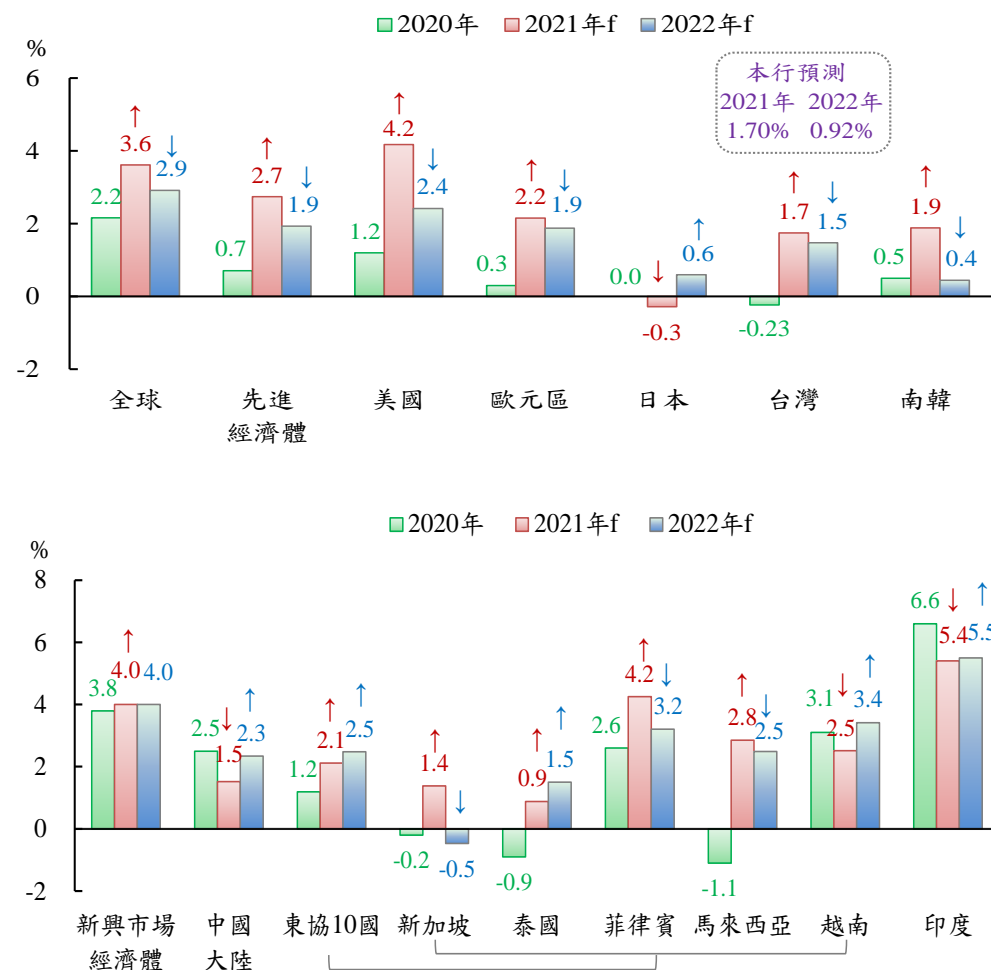 2020年 2021年f 2022年f
%
本行預測
2021年 2022年
1.70% 0.92%
6
4
2
0
-2
2.2 ↑ 3.6 ↓ 2.9
0.7 ↑ 2.7 ↓ 1.9
1.2 ↑ 4.2 ↓ 2.4
0.3 ↑ 2.2 ↓ 1.9
0.0 ↓ -0.3 ↑ 0.6
-0.23 ↑ 1.7 ↓ 1.5
0.5 ↑ 1.9 ↓ 0.4
全球 先進 美國 歐元區 日本 台灣 南韓
經濟體
2020年 2021年f 2022年f
%
8
6
4
2
0
-2
3.8 ↑ 4.0 4.0
2.5 ↓ 1.5 ↑ 2.3
1.2 ↑ 2.1 ↑ 2.5
-0.2 ↑ 1.4 ↓ -0.5
-0.9 ↑ 0.9 ↑ 1.5
2.6 ↑ 4.2 ↓ 3.2
-1.1 ↑ 2.8 ↓ 2.5
3.1 ↓ 2.5 ↑ 3.4
6.6 ↓ 5.4 ↑ 5.5
新興市場 中國 東協10國 新加坡 泰國 菲律賓 馬來西亞 越南 印度
經濟體 大陸